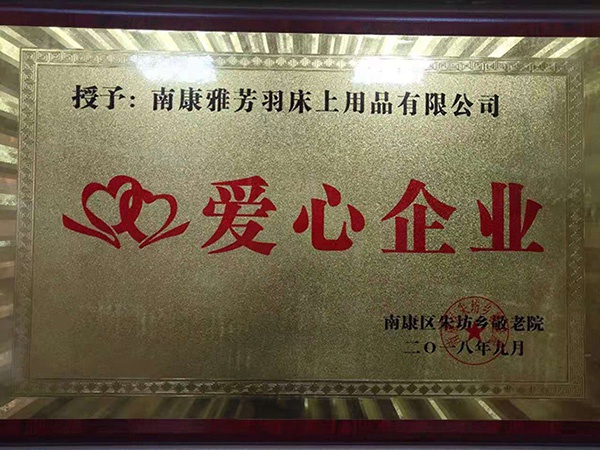 授予：南康雅芳羽床上用品有限公司
爱心企业
南康区朱坊乡敬老院
二〇一八年九月